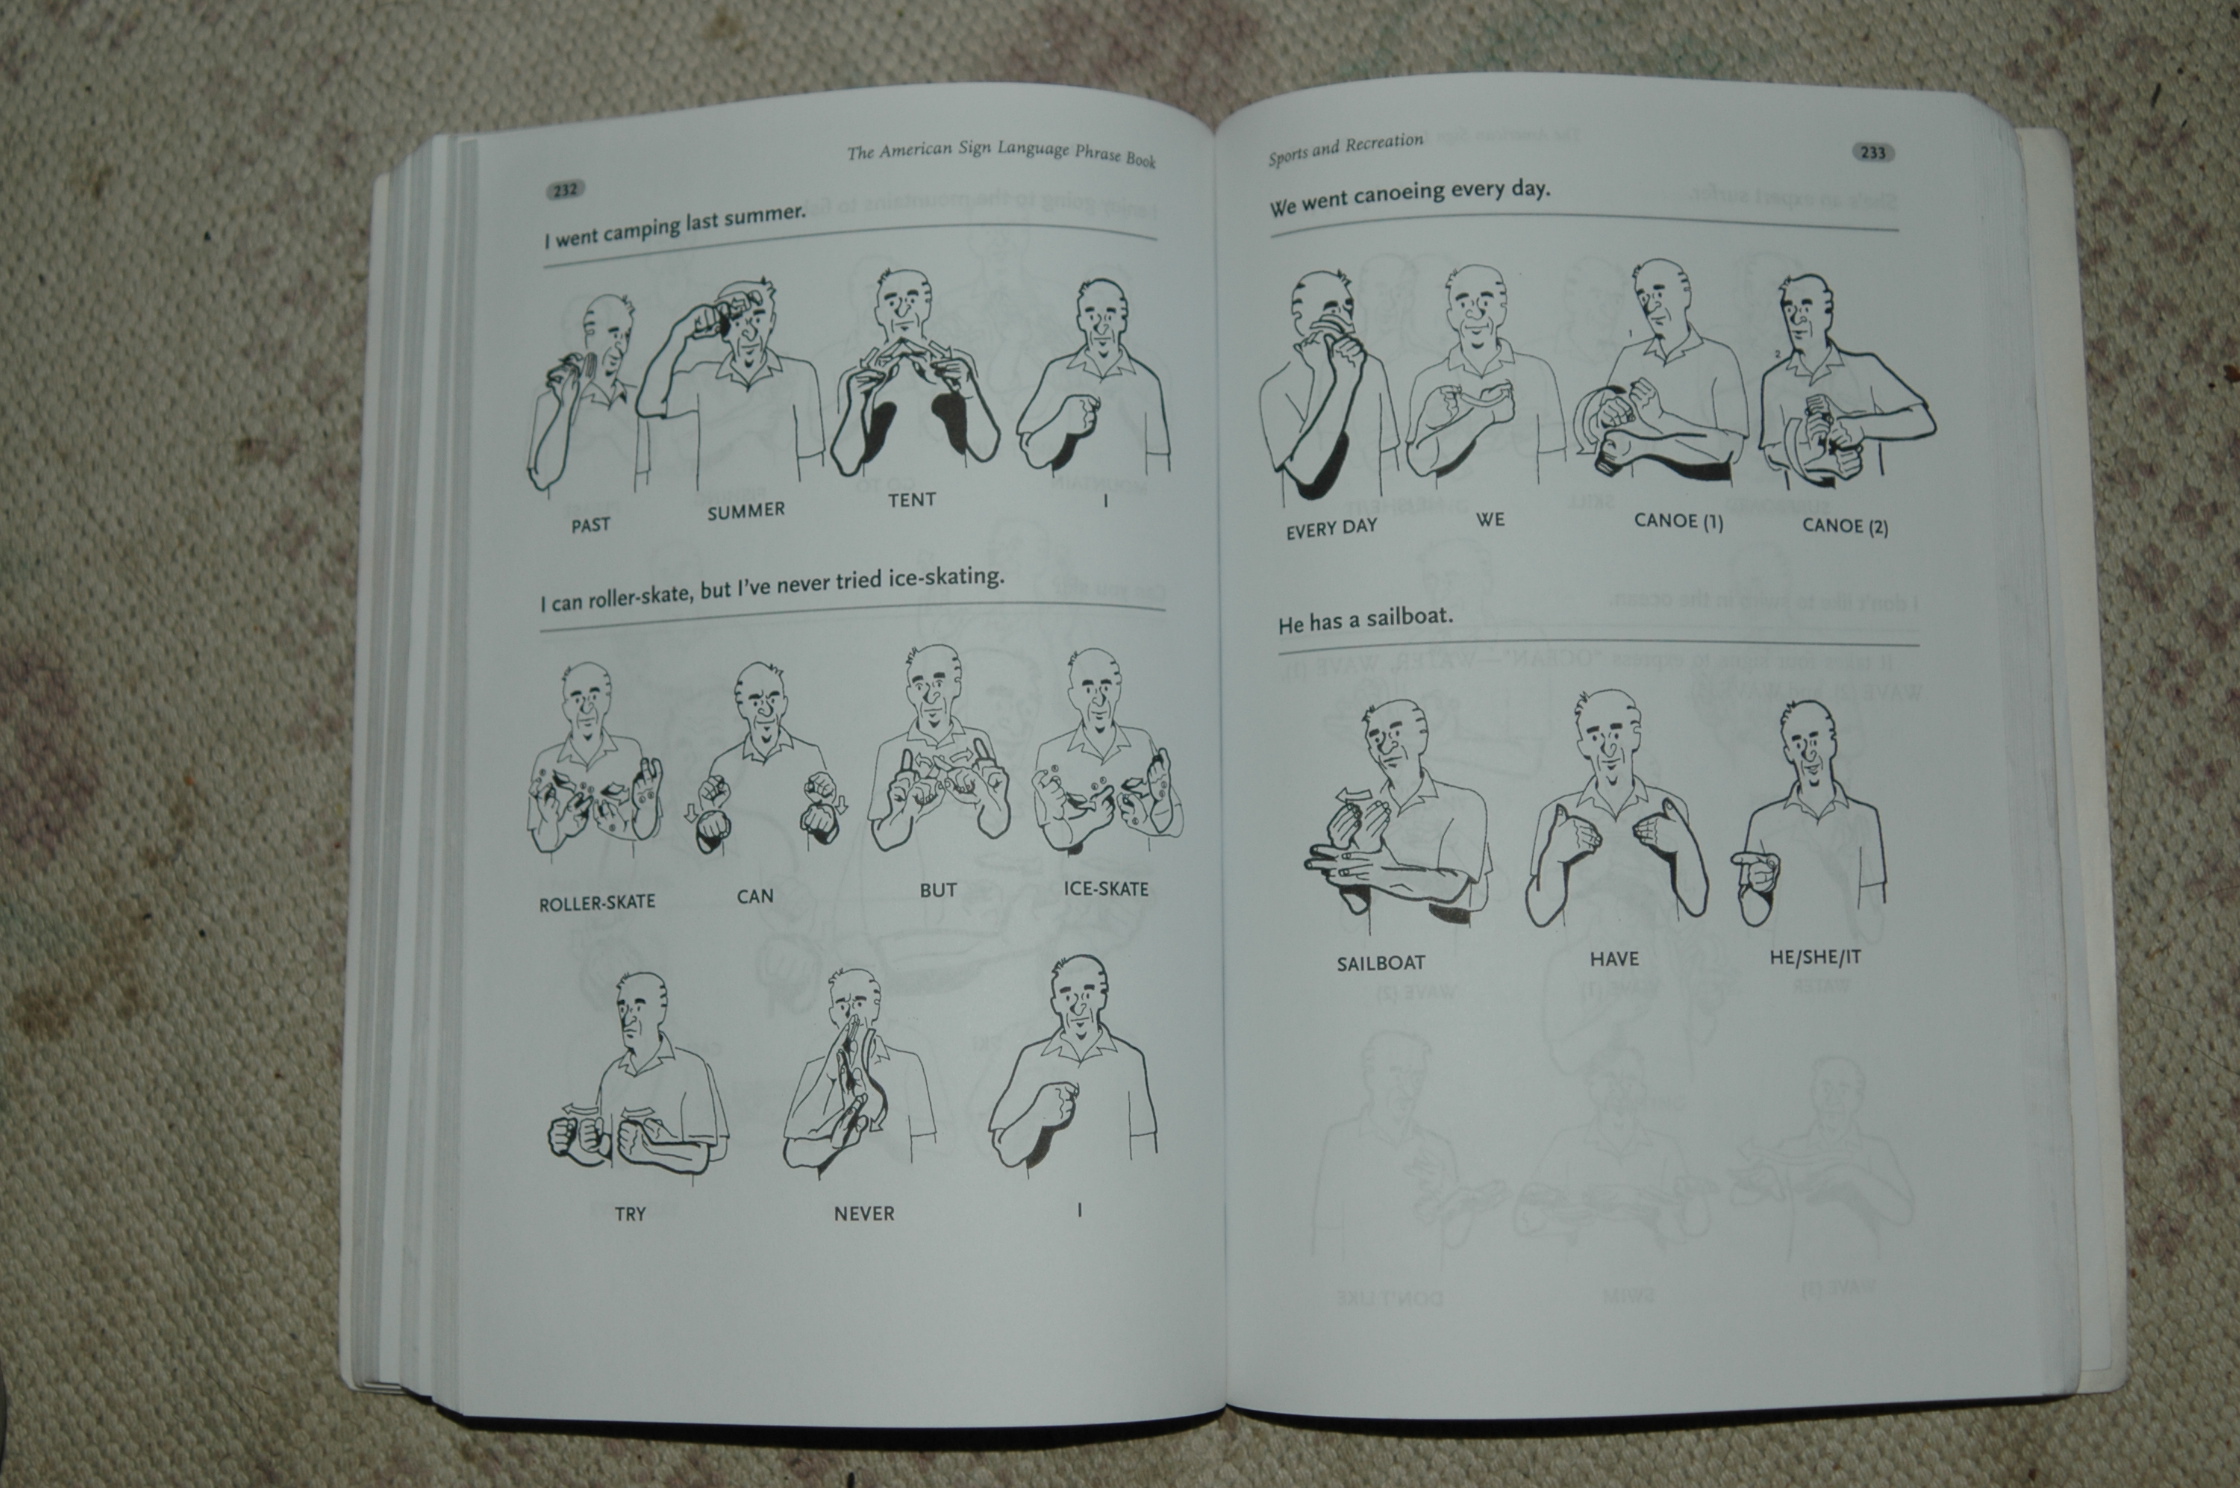 232
The American Sign Language Phrase Book
I went camping last summer.
PAST SUMMER TENT I
I can roller-skate, but I've never tried ice-skating.
ROLLER-SKATE CAN BUT ICE-SKATE
TRY NEVER I
Sports and Recreation
233
We went canoeing every day.
EVERY DAY WE CANOE (1) CANOE (2)
He has a sailboat.
SAILBOAT HAVE HE/SHE/IT